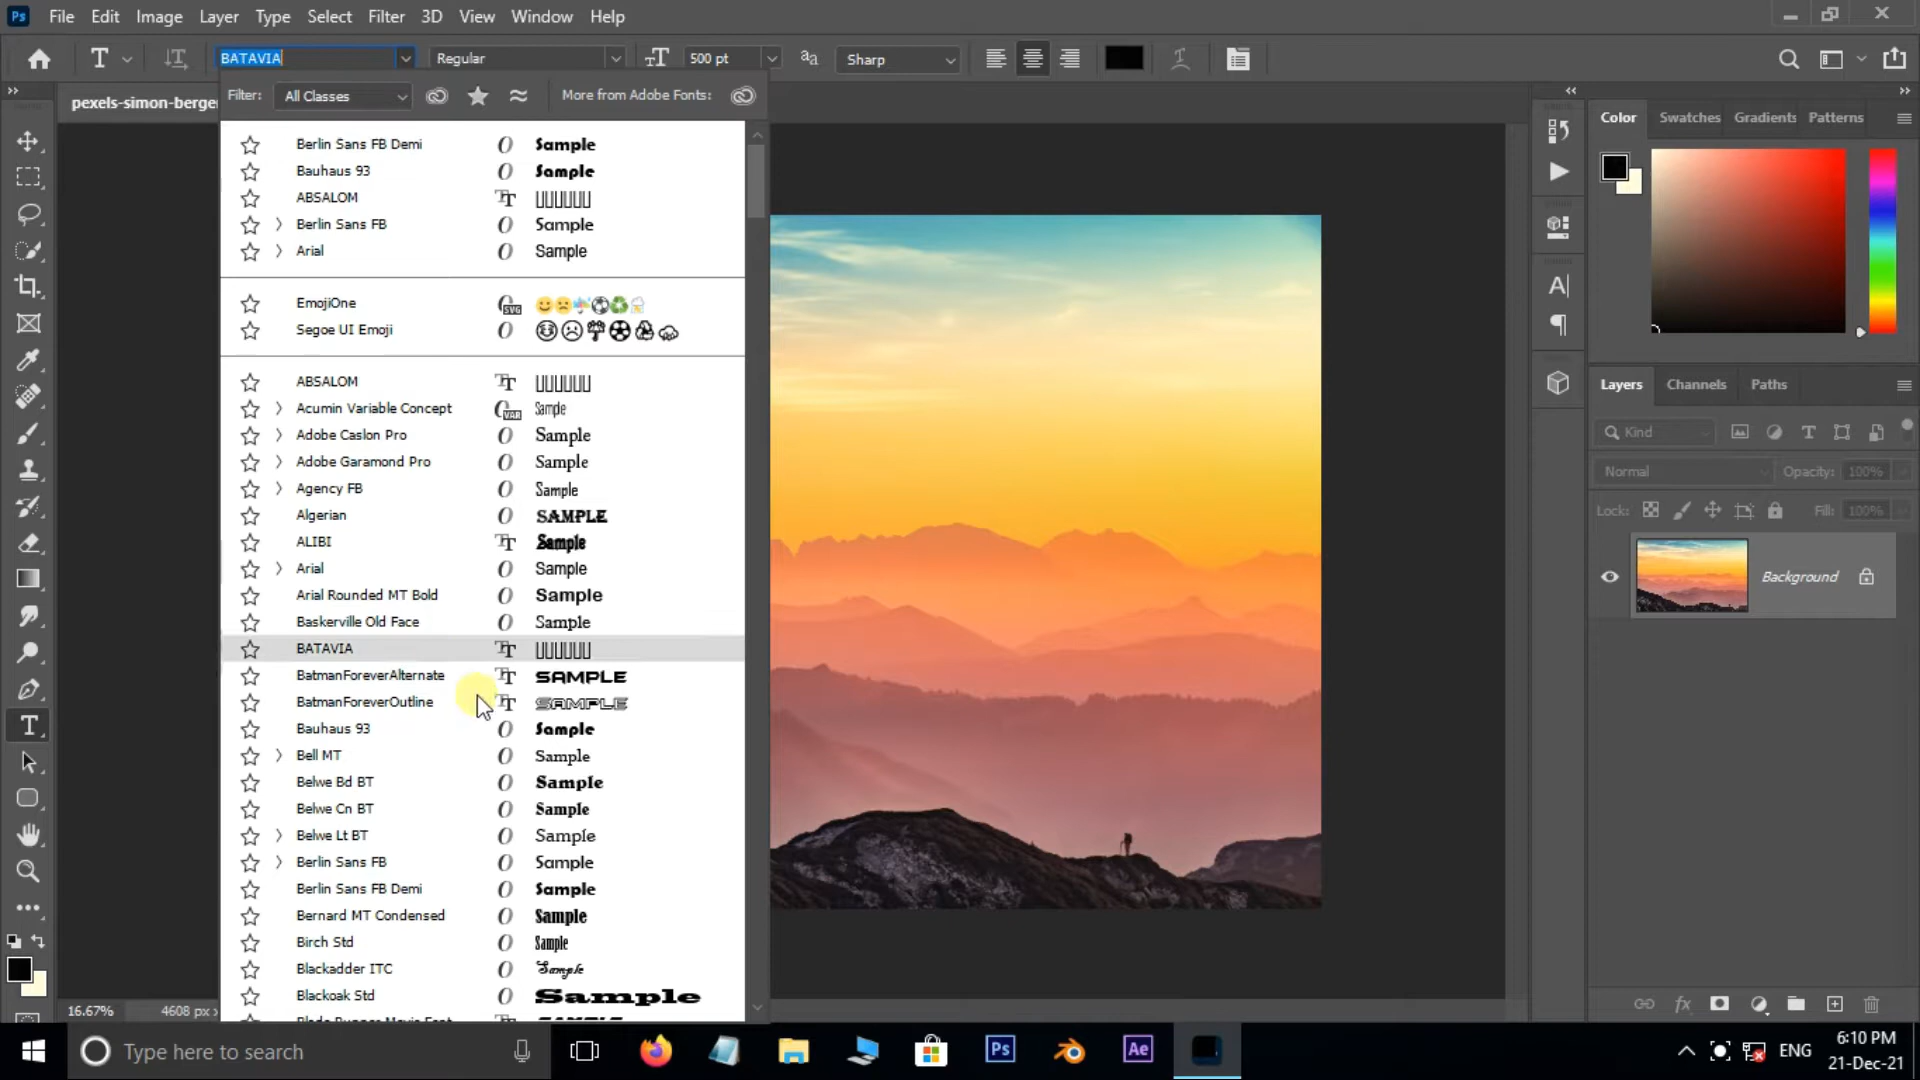 Ps File Edit Image Layer Type Select Filter 3D View Window Help
T BATAVIA Regular 500 pt aa Sharp
Filter: All Classes More from Adobe Fonts:
pexels-simon-berger
Berlin Sans FB Demi Sample
Bauhaus 93 Sample
ABSALOM
Berlin Sans FB Sample
Arial Sample
EmojiOne
Segoe UI Emoji
ABSALOM
Acumin Variable Concept Sample
Adobe Caslon Pro Sample
Adobe Garamond Pro Sample
Agency FB Sample
Algerian SAMPLE
ALIBI Sample
Arial Sample
Arial Rounded MT Bold Sample
Baskerville Old Face Sample
BATAVIA
BatmanForeverAlternate SAMPLE
BatmanForeverOutline SAMPLE
Bauhaus 93 Sample
Bell MT Sample
Belwe Bd BT Sample
Belwe Cn BT Sample
Belwe Lt BT Sample
Berlin Sans FB Sample
Berlin Sans FB Demi Sample
Bernard MT Condensed Sample
Birch Std Sample
Blackadder ITC Sample
Blackoak Std Sample
Color Swatches Gradients Patterns
Layers Channels Paths
Kind
Normal Opacity: 100%
Lock: Fill: 100%
Background
fx
16.67% 4608 px x
Type here to search
Ps Ae
ENG
6:10 PM
21-Dec-21